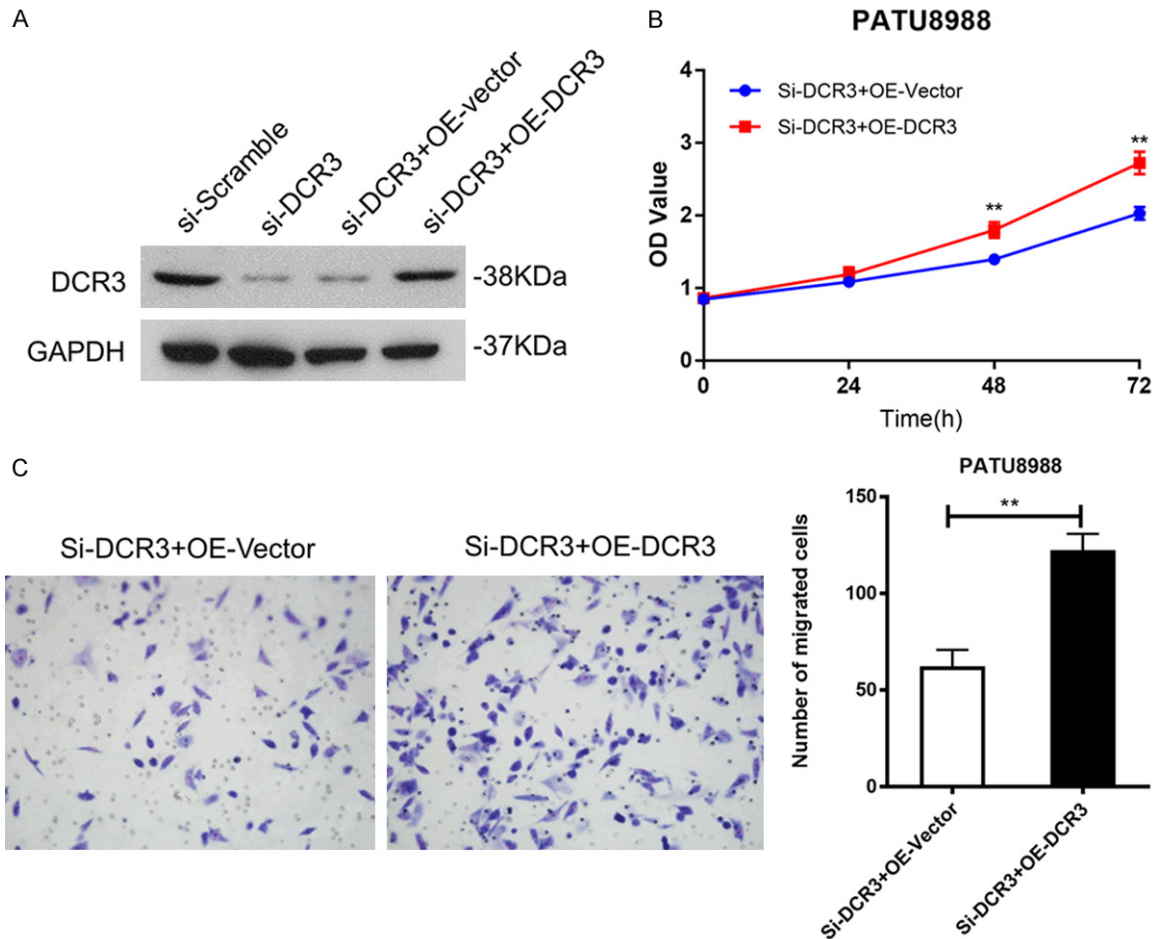 A
si-Scramble
si-DCR3
si-DCR3+OE-vector
si-DCR3+OE-DCR3
DCR3
-38KDa
GAPDH
-37KDa
B
PATU8988
4
3
2
1
0
OD Value
Si-DCR3+OE-Vector
Si-DCR3+OE-DCR3
**
**
0 24 48 72
Time(h)
C
Si-DCR3+OE-Vector
Si-DCR3+OE-DCR3
PATU8988
150
100
50
0
Number of migrated cells
**
Si-DCR3+OE-Vector
Si-DCR3+OE-DCR3